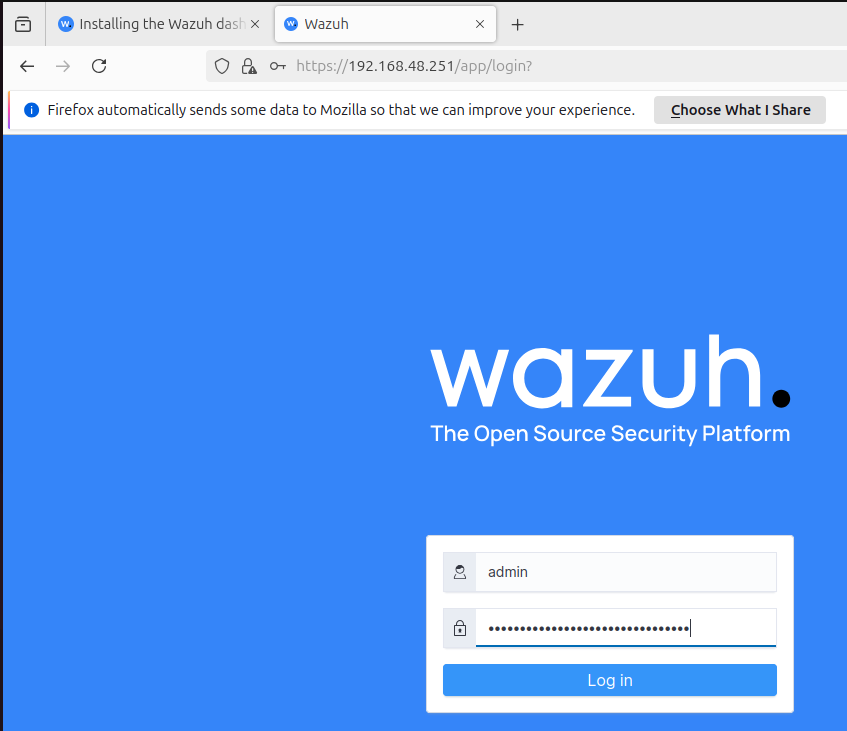 Installing the Wazuh dash
Wazuh
https://192.168.48.251/app/login?
Firefox automatically sends some data to Mozilla so that we can improve your experience.
Choose What I Share
wazuh.
The Open Source Security Platform
admin
••••••••••••••••••••••••••••••••
Log in